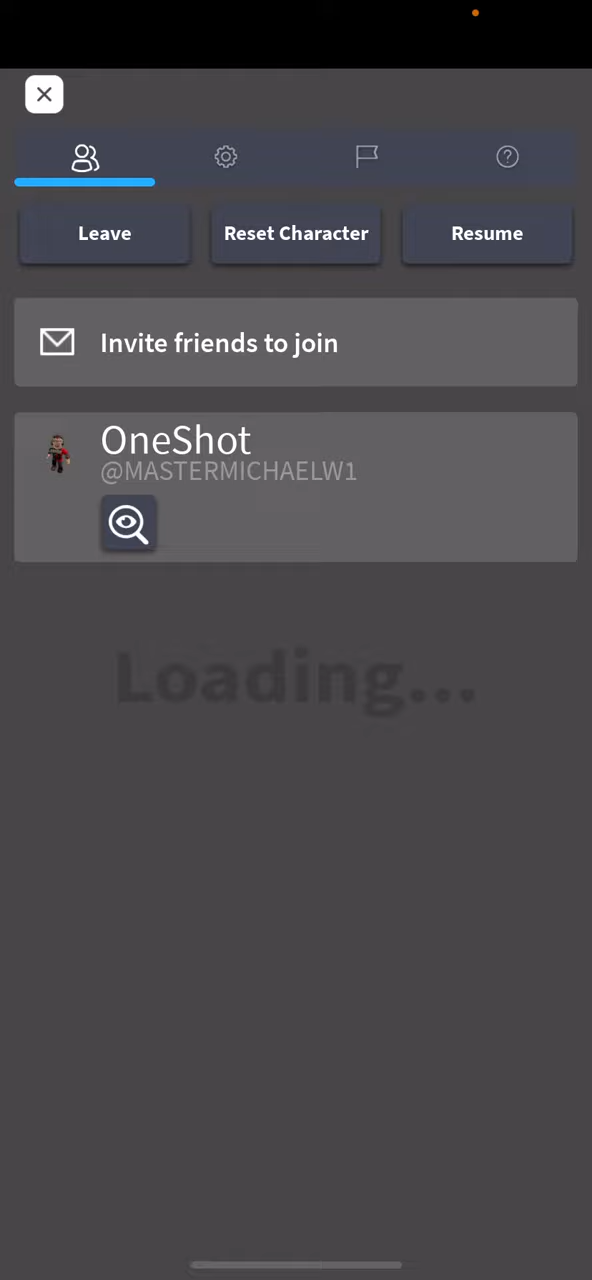 Leave
Reset Character
Resume
Invite friends to join
OneShot
@MASTERMICHAELW1
Loading...